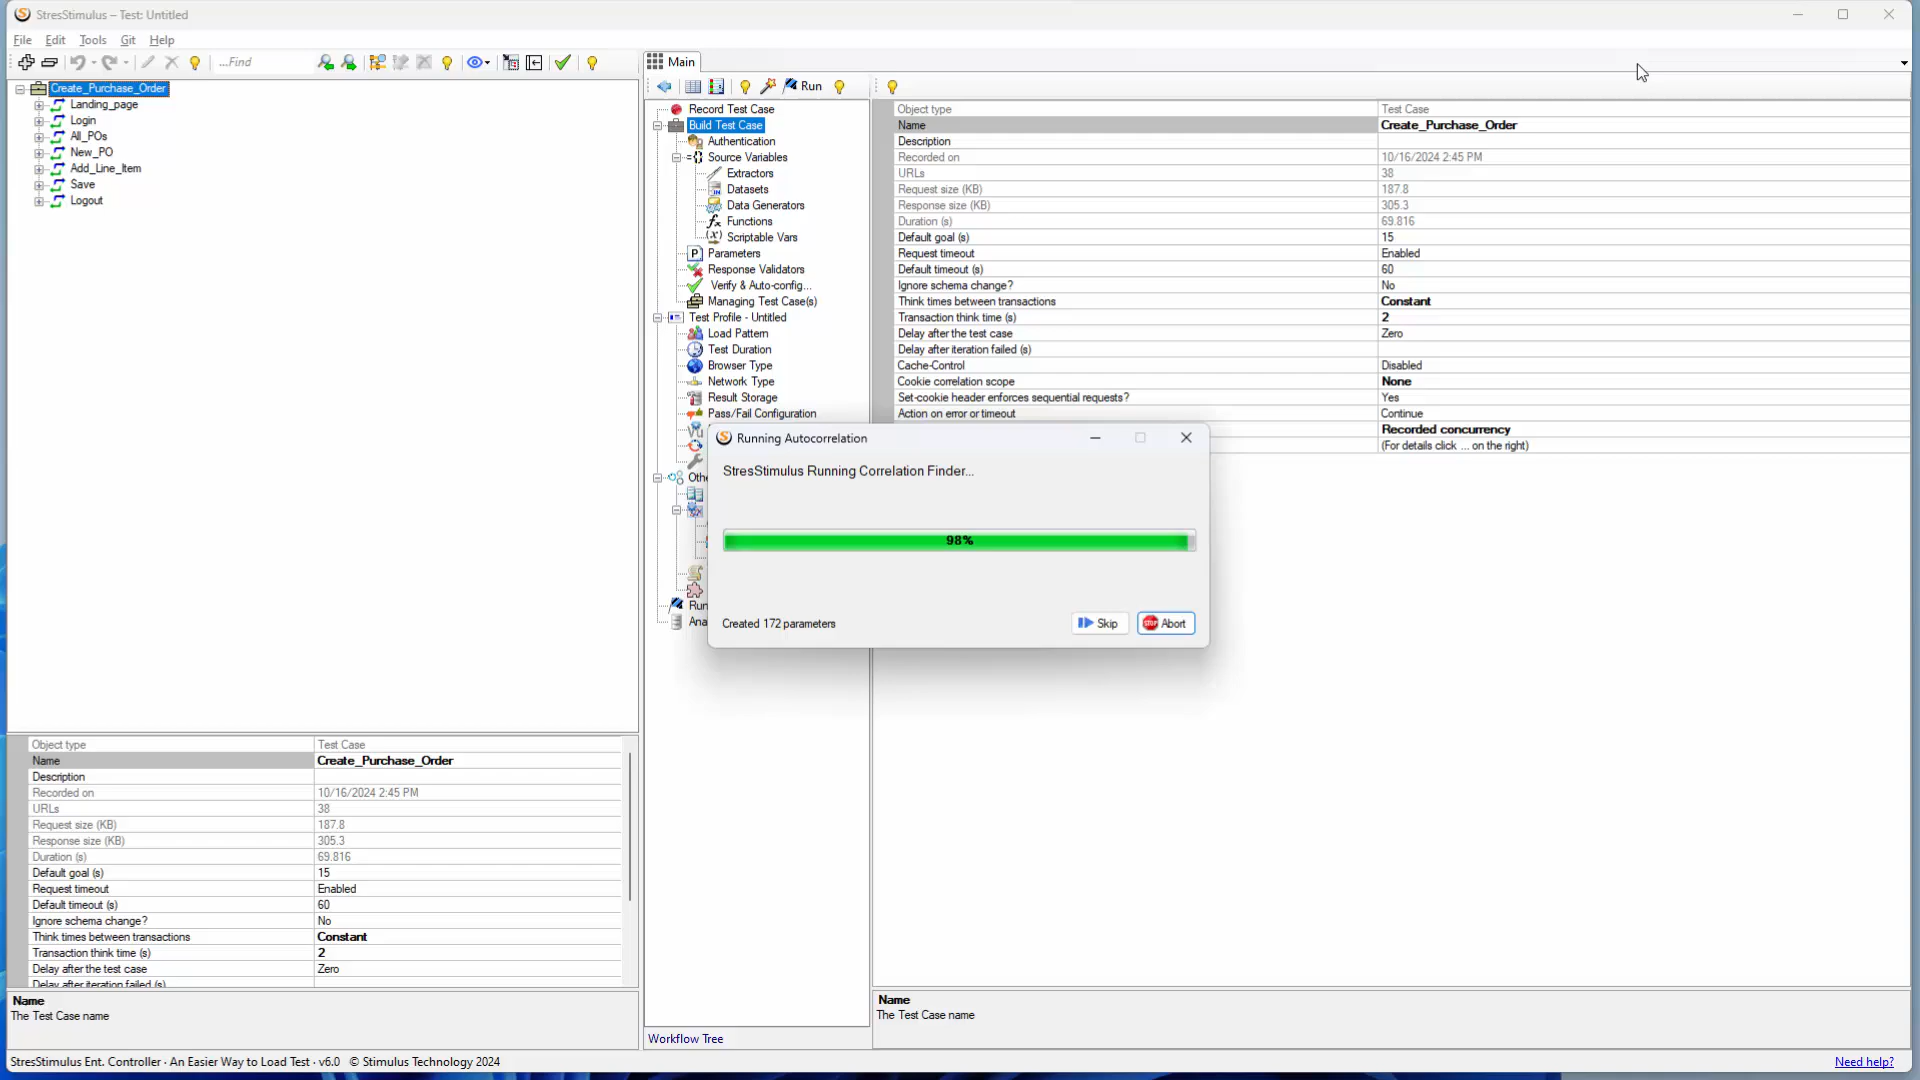 StresStimulus – Test: Untitled
File Edit Tools Git Help
...Find
Create_Purchase_Order
Landing_page
Login
All_POs
New_PO
Add_Line_Item
Save
Logout
Object type Test Case
Name Create_Purchase_Order
Description
Recorded on 10/16/2024 2:45 PM
URLs 38
Request size (KB) 187.8
Response size (KB) 305.3
Duration (s) 69.816
Default goal (s) 15
Request timeout Enabled
Default timeout (s) 60
Ignore schema change? No
Think times between transactions Constant
Transaction think time (s) 2
Delay after the test case Zero
Delay after iteration failed (s)
Name
The Test Case name
Main
Run
Record Test Case
Build Test Case
Authentication
Source Variables
Extractors
Datasets
Data Generators
Functions
Scriptable Vars
Parameters
Response Validators
Verify & Auto-config...
Managing Test Case(s)
Test Profile - Untitled
Load Pattern
Test Duration
Browser Type
Network Type
Result Storage
Pass/Fail Configuration
Othe
Run
Ana
Workflow Tree
Object type Test Case
Name Create_Purchase_Order
Description
Recorded on 10/16/2024 2:45 PM
URLs 38
Request size (KB) 187.8
Response size (KB) 305.3
Duration (s) 69.816
Default goal (s) 15
Request timeout Enabled
Default timeout (s) 60
Ignore schema change? No
Think times between transactions Constant
Transaction think time (s) 2
Delay after the test case Zero
Delay after iteration failed (s)
Cache-Control Disabled
Cookie correlation scope None
Set-cookie header enforces sequential requests? Yes
Action on error or timeout Continue
Recorded concurrency
(For details click ... on the right)
Running Autocorrelation
StresStimulus Running Correlation Finder...
98%
Created 172 parameters
Skip
STOP Abort
Name
The Test Case name
StresStimulus Ent. Controller · An Easier Way to Load Test · v6.0 © Stimulus Technology 2024
Need help?